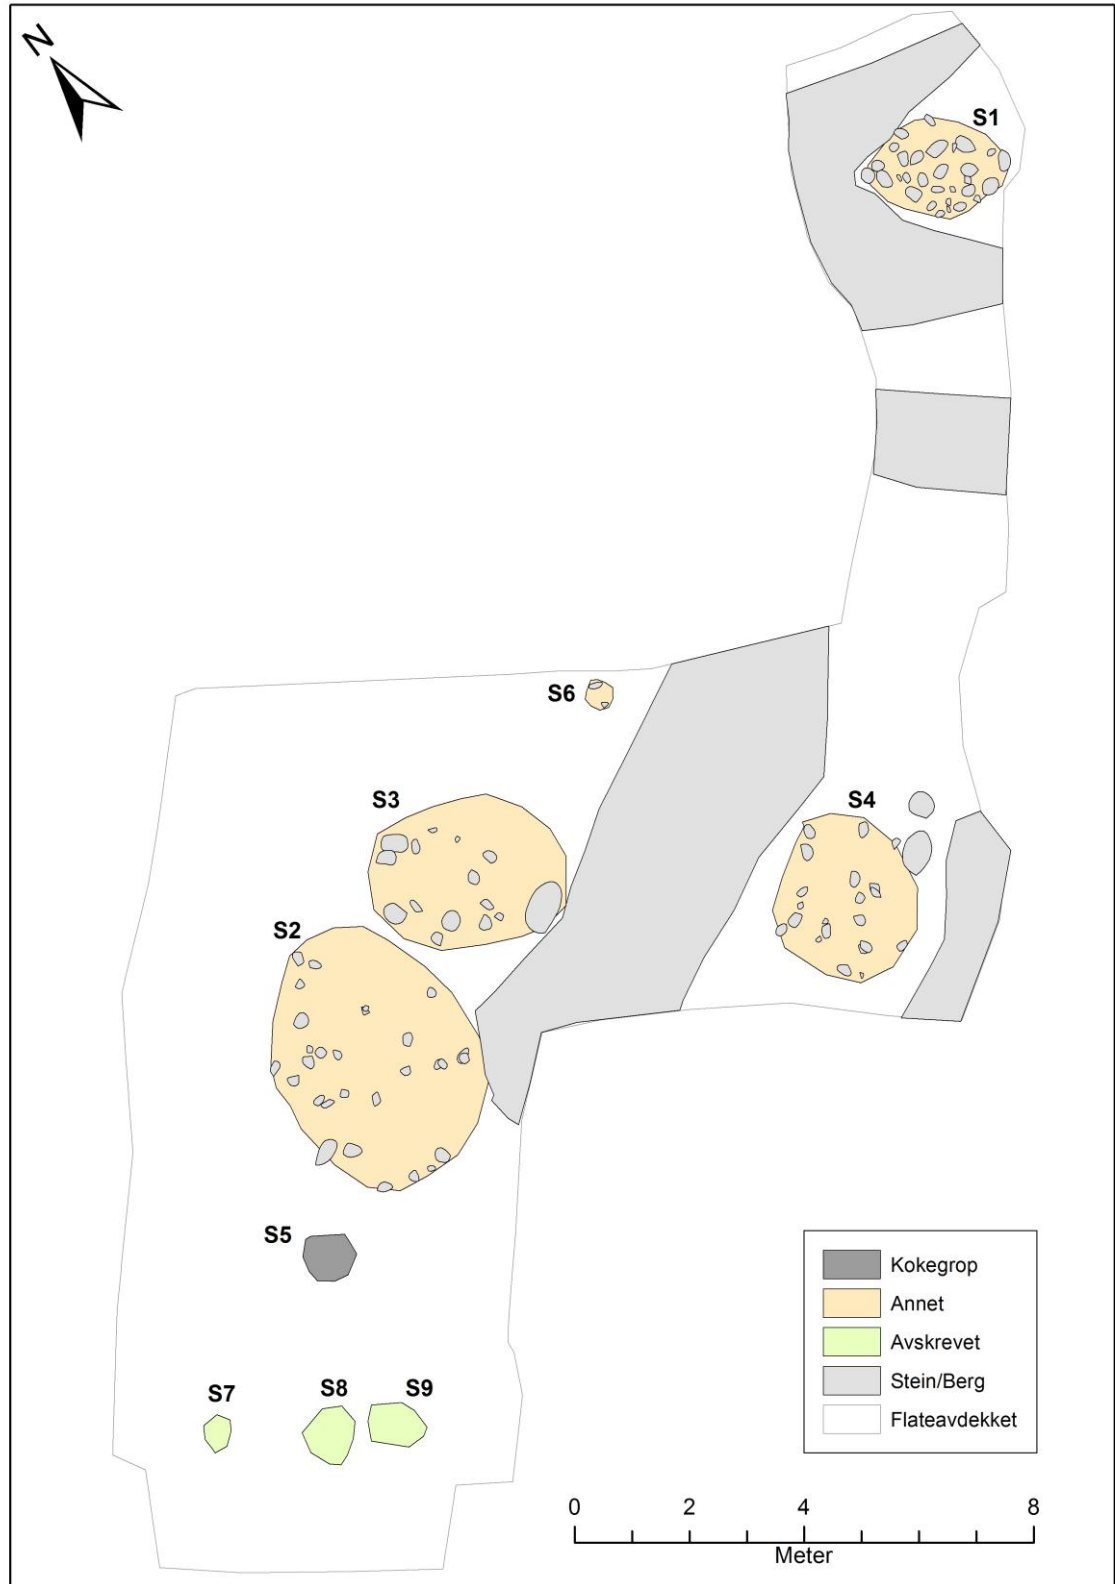 N
S1
S6
S3
S4
S2
S5
Kokegrop
Annet
Avskrevet
Stein/Berg
Flateavdekket
S7
S8
S9
0 2 4 8
Meter